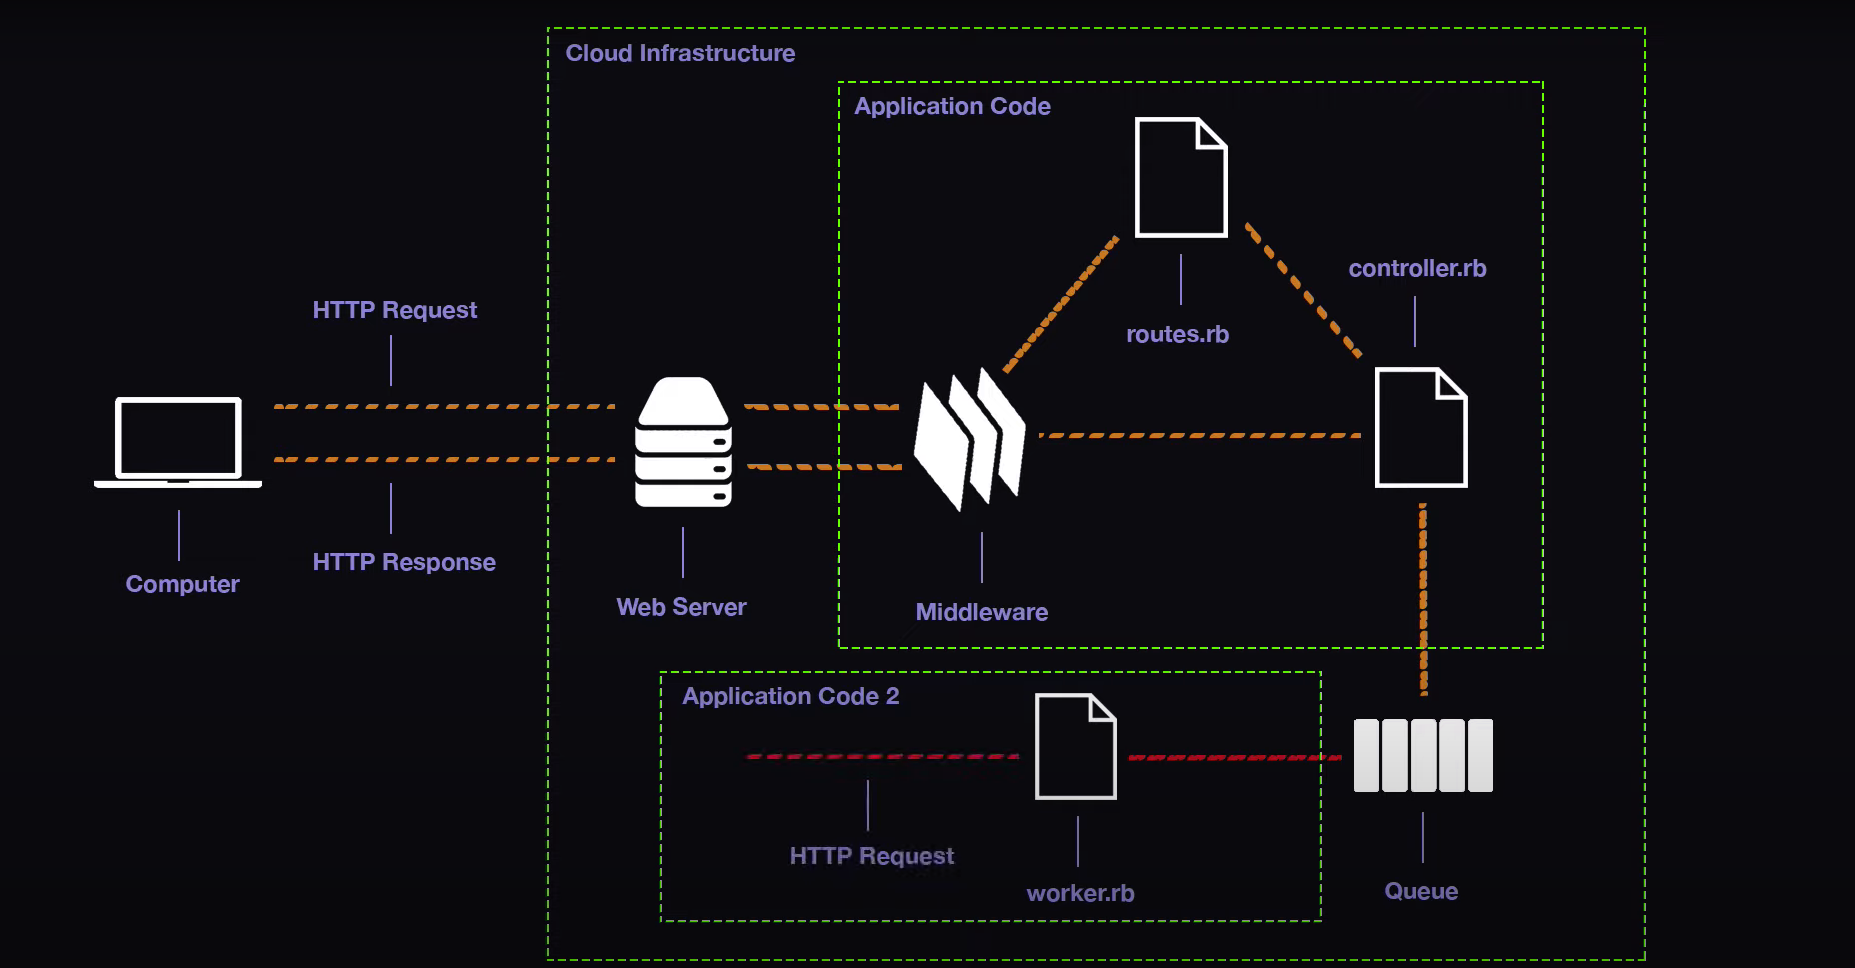 Cloud Infrastructure
Application Code
controller.rb
HTTP Request
routes.rb
HTTP Response
Computer
Web Server
Middleware
Application Code 2
HTTP Request
worker.rb
Queue